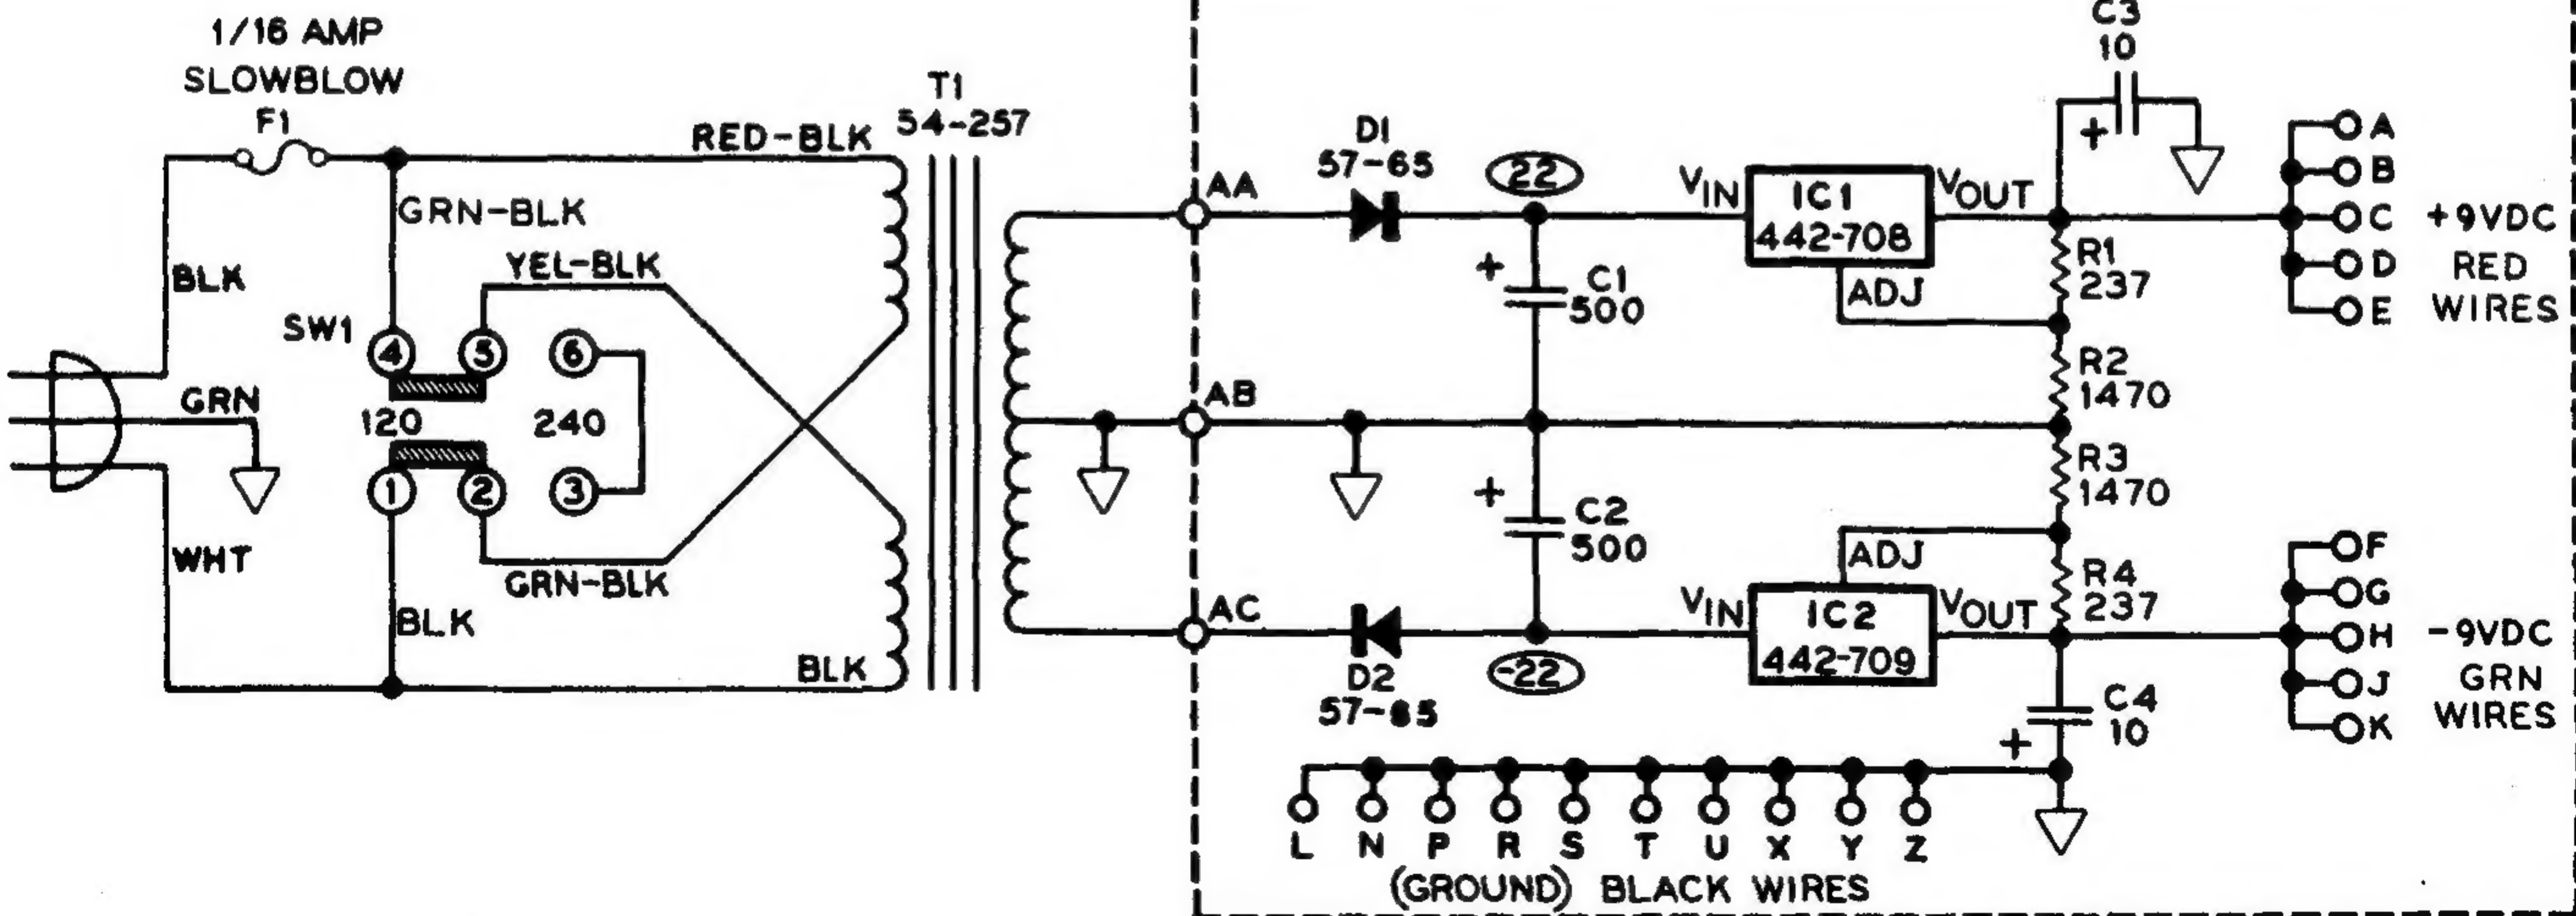 1/16 AMP
SLOWBLOW
F1
RED-BLK
T1
54-257
GRN-BLK
YEL-BLK
BLK
SW1
4
5
6
GRN
120
240
1
2
3
WHT
GRN-BLK
BLK
BLK
AA
AB
AC
D1
57-65
22
+
C1
500
+
C2
500
-22
D2
57-65
VIN
IC1
442-708
VOUT
ADJ
C3
10
+
R1
237
R2
1470
R3
1470
R4
237
ADJ
VIN
IC2
442-709
VOUT
C4
10
+
A
B
C
D
E
+9VDC
RED
WIRES
F
G
H
J
K
-9VDC
GRN
WIRES
L N P R S T U X Y Z
(GROUND) BLACK WIRES